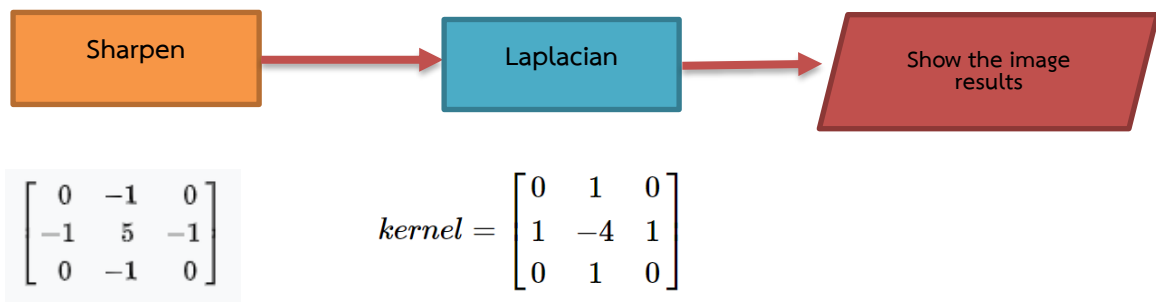 Sharpen
Laplacian
Show the image
results
0 −1 0
−1 5 −1
0 −1 0
kernel =
0 1 0
1 −4 1
0 1 0